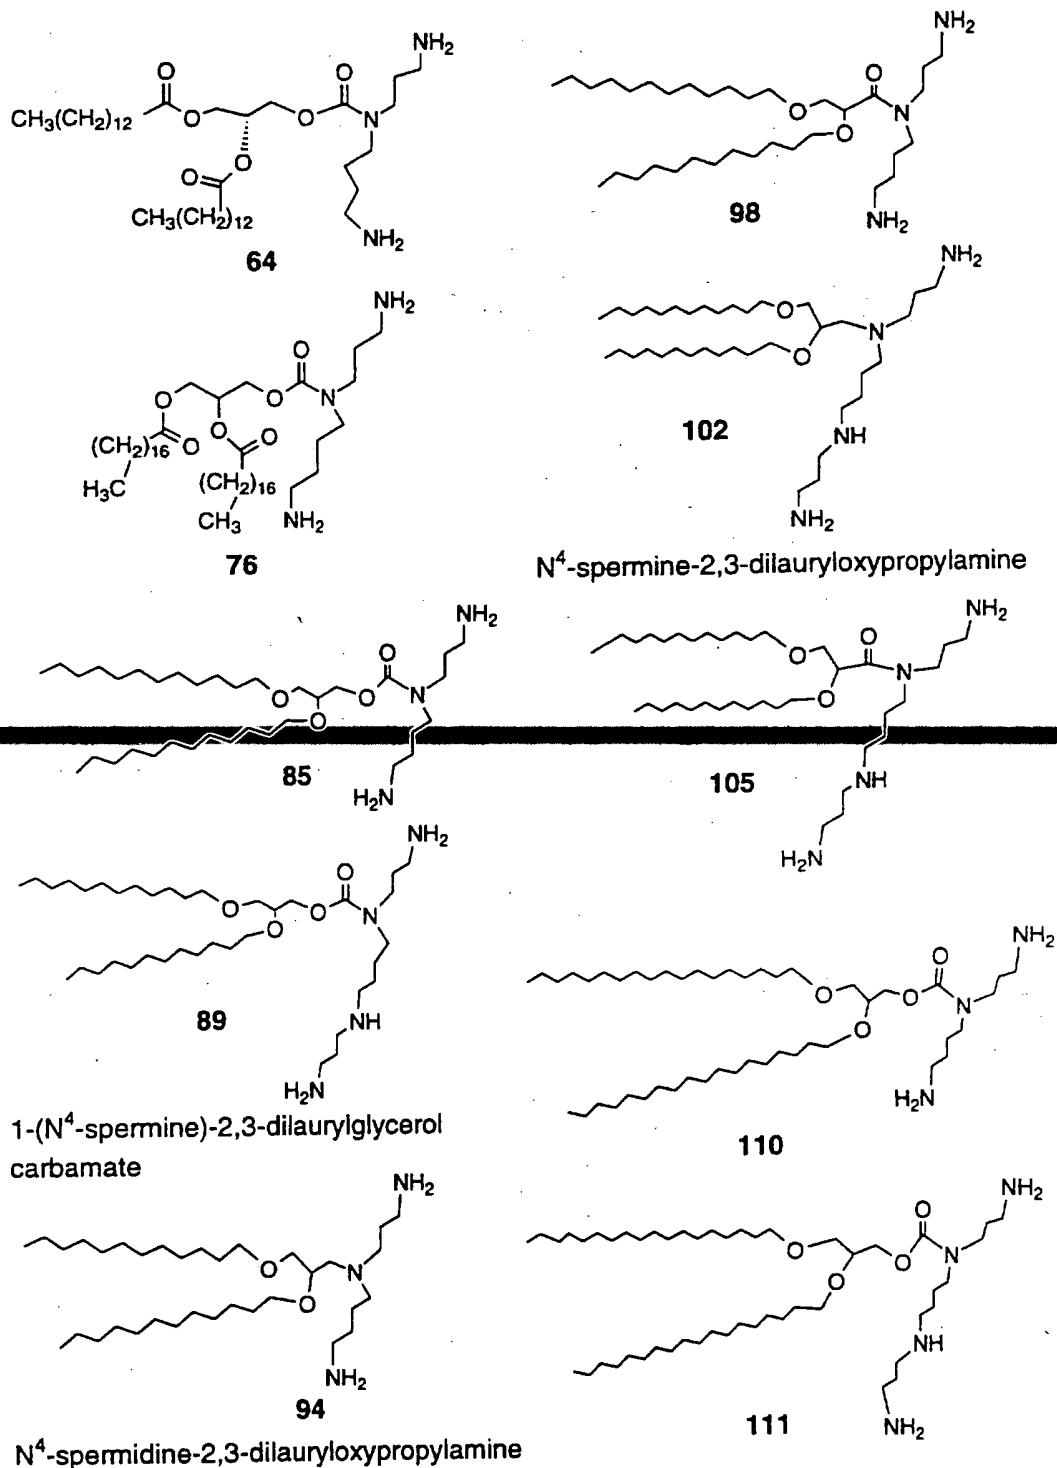 NH₂
O
O
CH₃(CH₂)₁₂
O
O
N
O
O
CH₃(CH₂)₁₂
NH₂
64
NH₂
O
O
O
N
O
O
O
(CH₂)₁₆
H₃C
(CH₂)₁₆
CH₃
NH₂
76
NH₂
O
O
O
N
O
H₂N
85
NH₂
O
O
O
N
O
NH
H₂N
89
1-(N⁴-spermine)-2,3-dilaurylglycerol
carbamate
NH₂
O
N
O
NH₂
94
N⁴-spermidine-2,3-dilauryloxypropylamine
NH₂
O
O
N
O
NH₂
98
NH₂
O
N
O
NH
NH₂
102
N⁴-spermine-2,3-dilauryloxypropylamine
NH₂
O
O
N
O
NH
H₂N
105
NH₂
O
O
O
N
O
H₂N
110
NH₂
O
O
O
N
O
NH
NH₂
111